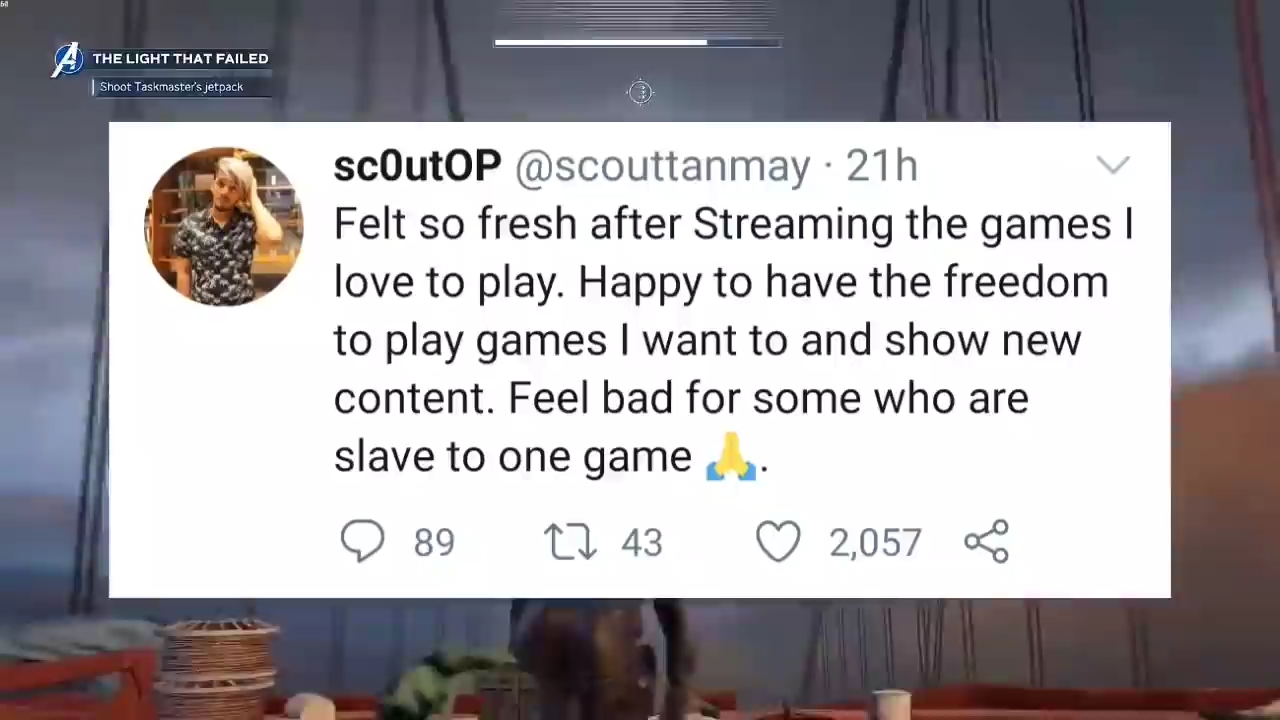 60
THE LIGHT THAT FAILED
Shoot Taskmaster's jetpack
sc0utOP @scouttanmay · 21h
Felt so fresh after Streaming the games I
love to play. Happy to have the freedom
to play games I want to and show new
content. Feel bad for some who are
slave to one game 🙏.
89 43 2,057